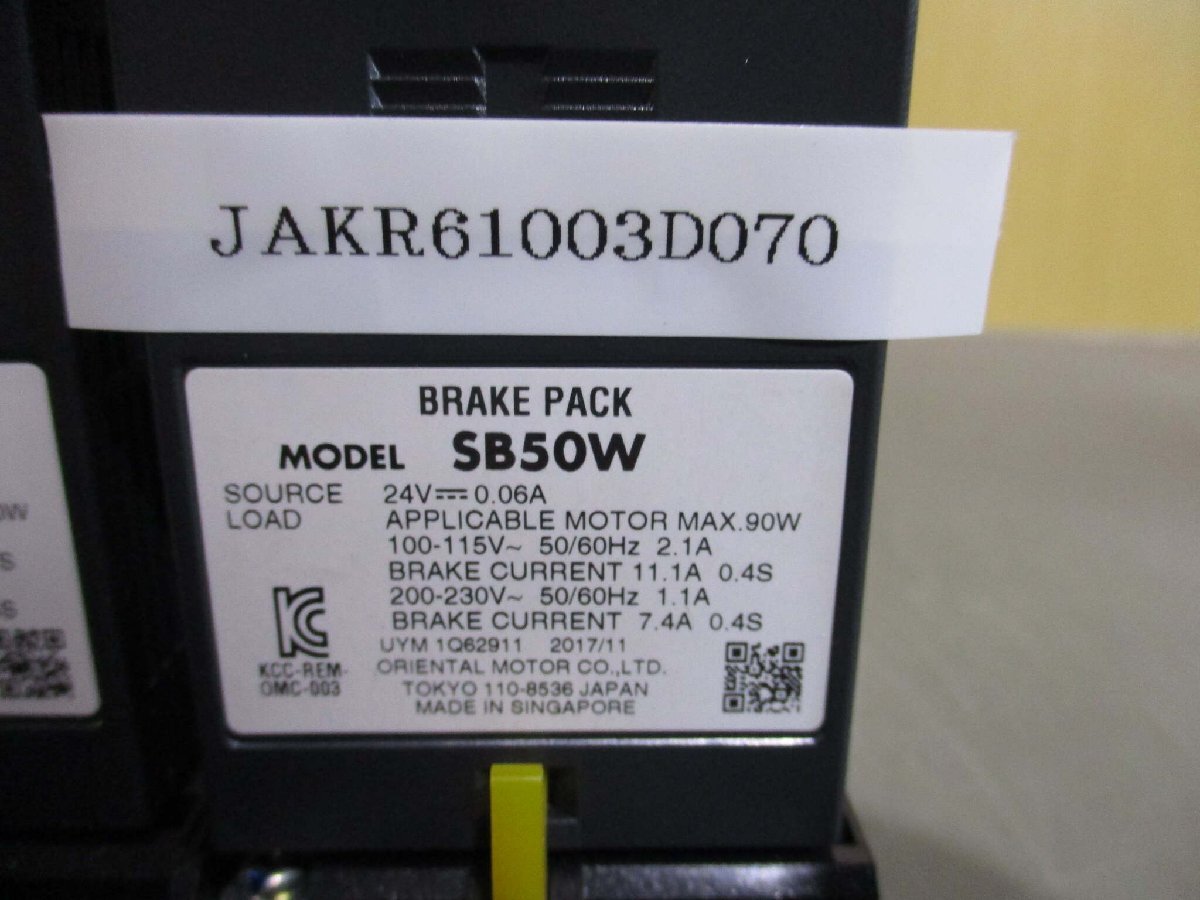 JAKR61003D070
BRAKE PACK
MODEL SB50W
SOURCE 24V⎓0.06A
LOAD APPLICABLE MOTOR MAX.90W
100-115V~ 50/60Hz 2.1A
BRAKE CURRENT 11.1A 0.4S
200-230V~ 50/60Hz 1.1A
BRAKE CURRENT 7.4A 0.4S
UYM 1Q62911 2017/11
KCC-REM-
OMC-003
ORIENTAL MOTOR CO.,LTD.
TOKYO 110-8536 JAPAN
MADE IN SINGAPORE